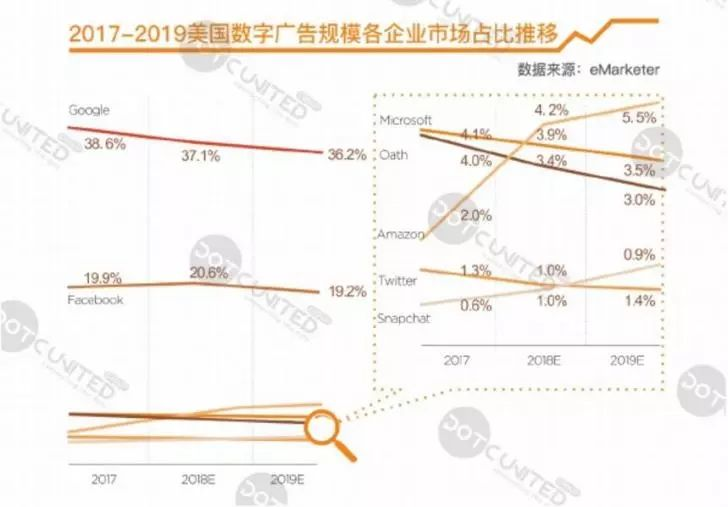 2017-2019美国数字广告规模各企业市场占比推移
数据来源：eMarketer
Google
38.6%
37.1%
36.2%
19.9%
20.6%
19.2%
Facebook
2017
2018E
2019E
4.2%
5.5%
Microsoft
4.1%
3.9%
Oath
4.0%
3.4%
3.5%
3.0%
2.0%
Amazon
0.9%
Twitter
1.3%
1.0%
Snapchat
0.6%
1.0%
1.4%
2017
2018E
2019E
DOTC UNITED